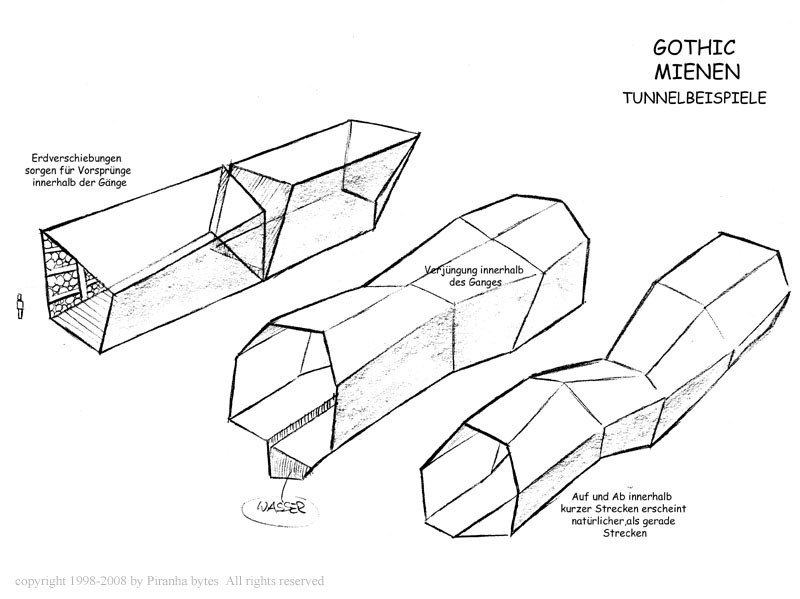 GOTHIC
MIENEN
TUNNELBEISPIELE
Erdverschiebungen
sorgen für Vorsprünge
innerhalb der Gänge
Verjüngung innerhalb
des Ganges
WASSER
Auf und Ab innerhalb
kurzer Strecken erscheint
natürlicher,als gerade
Strecken
copyright 1998-2008 by Piranha bytes  All rights reserved